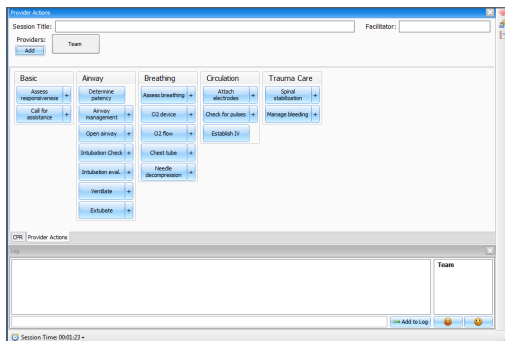 Provider Actions
Session Title:
Facilitator:
Providers:
Add
Team
Basic
Assess
responsiveness +
Call for
assistance +
Airway
Determine
patency
Airway
management +
Open airway +
Intubation Check +
Intubation eval. +
Ventilate +
Extubate +
Breathing
Assess breathing +
O2 device +
O2 flow +
Chest tube +
Needle
decompression +
Circulation
Attach
electrodes +
Check for pulses +
Establish IV
Trauma Care
Spinal
stabilization +
Manage bleeding +
CPR Provider Actions
Log
Team
Add to Log
Session Time: 00:01:23